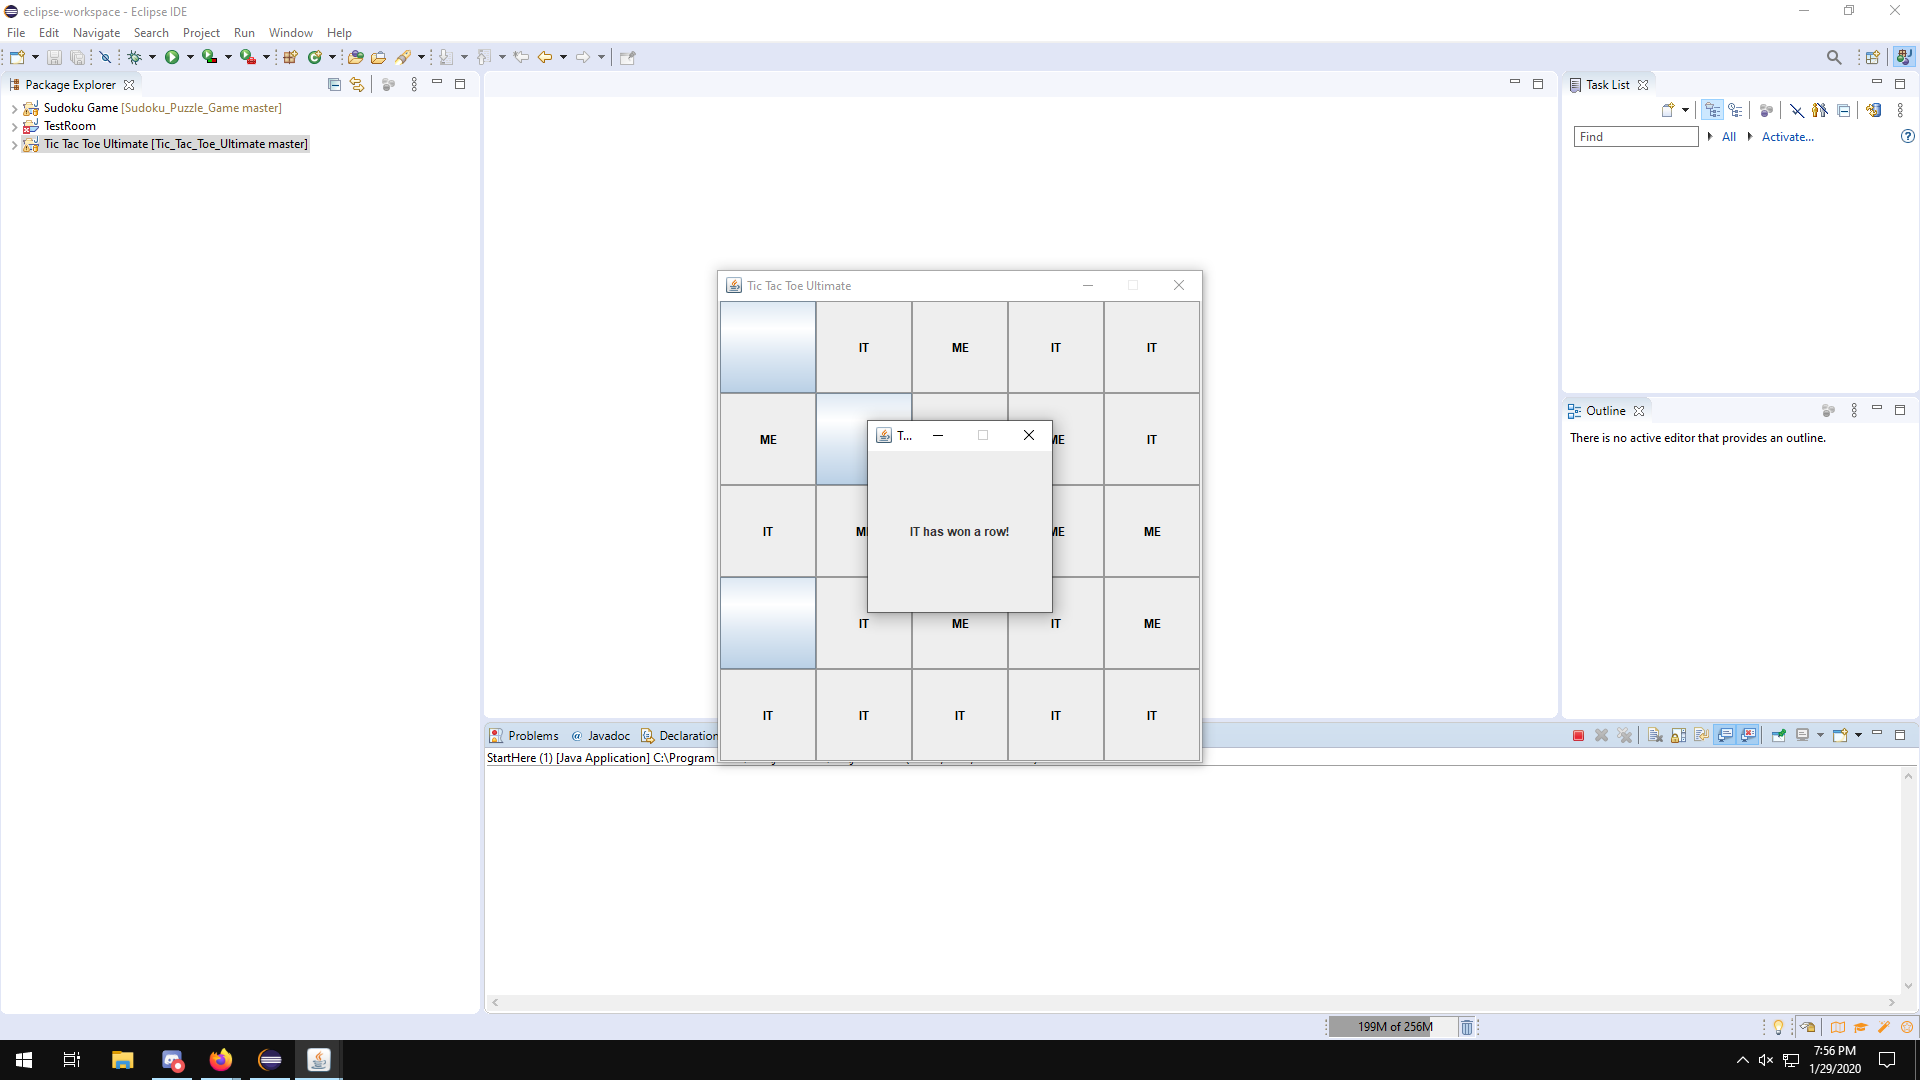 eclipse-workspace - Eclipse IDE
File Edit Navigate Search Project Run Window Help
Package Explorer
Sudoku Game [Sudoku_Puzzle_Game master]
TestRoom
Tic Tac Toe Ultimate [Tic_Tac_Toe_Ultimate master]
Tic Tac Toe Ultimate
IT ME IT IT
ME ME IT
IT ME ME
IT ME IT ME
IT IT IT IT IT
T...
IT has won a row!
Task List
Find All Activate...
Outline
There is no active editor that provides an outline.
Problems @ Javadoc Declaration
StartHere (1) [Java Application] C:\Program
199M of 256M
7:56 PM
1/29/2020